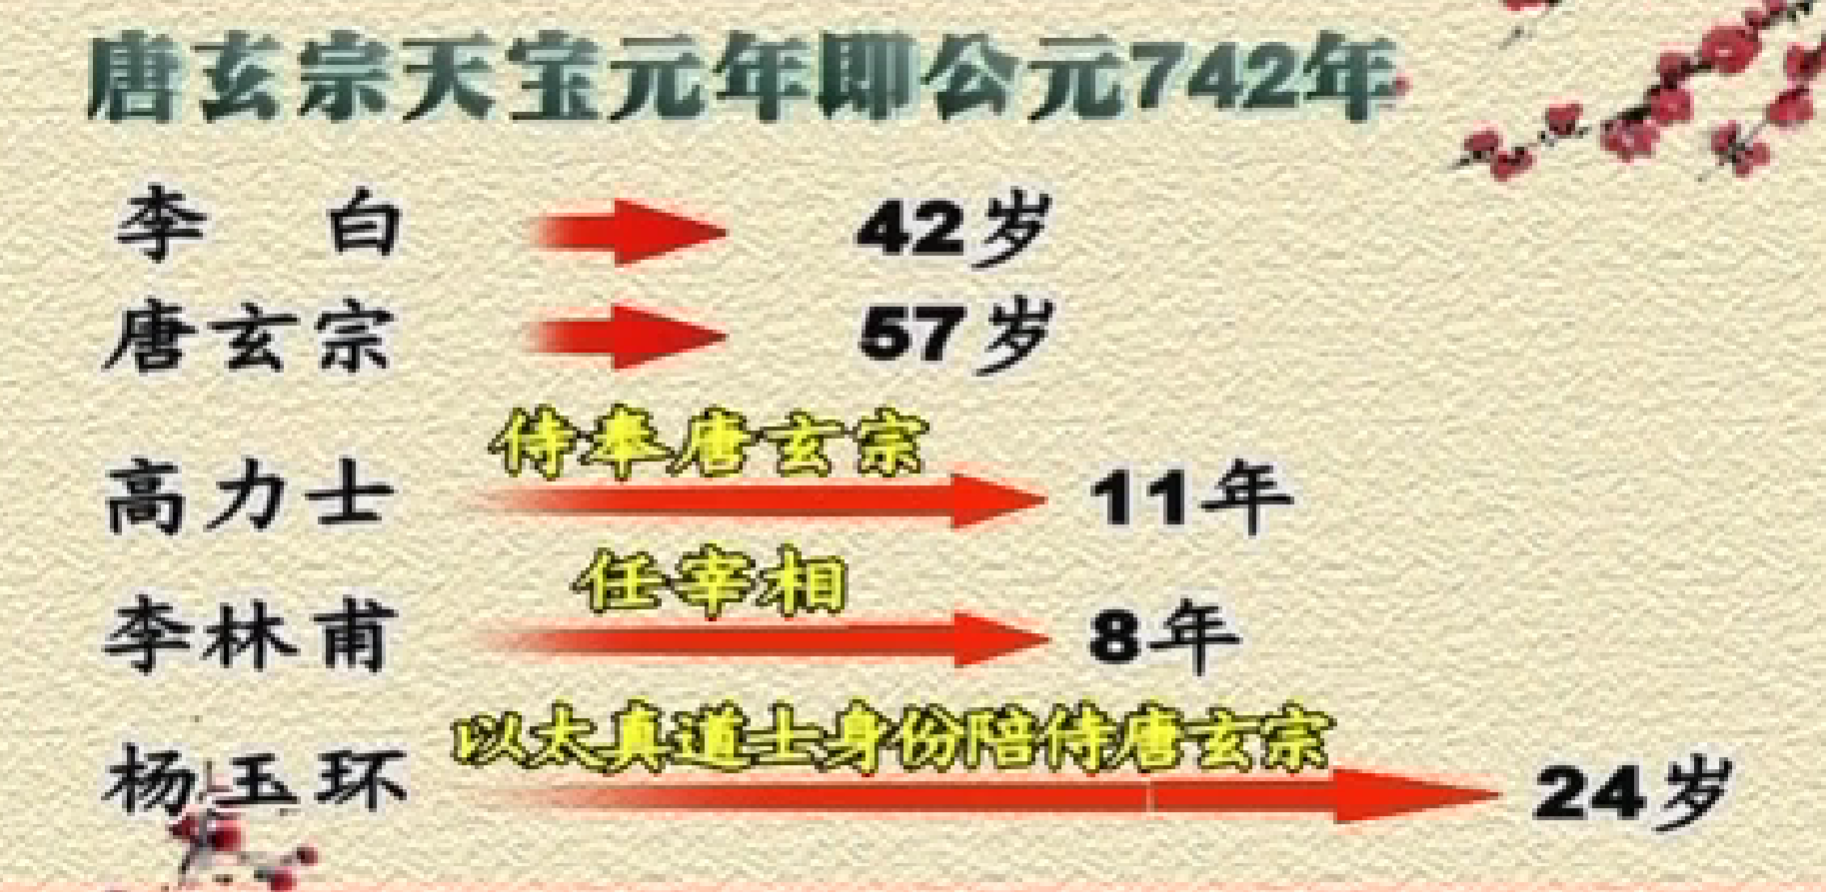 唐玄宗天宝元年即公元742年
李白 42岁
唐玄宗 57岁
侍奉唐玄宗
高力士 11年
任宰相
李林甫 8年
以太真道士身份陪侍唐玄宗
杨玉环 24岁